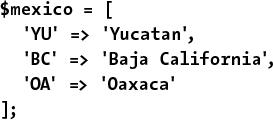 $mexico = [
  'YU' => 'Yucatan',
  'BC' => 'Baja California',
  'OA' => 'Oaxaca'
];